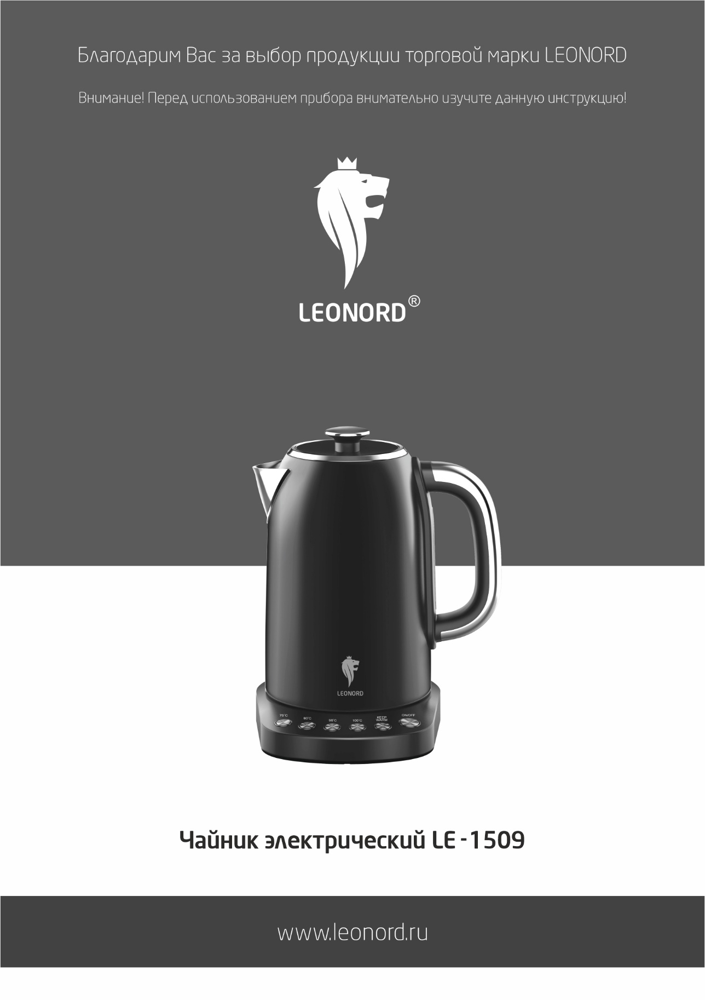 Благодарим Вас за выбор продукции торговой марки LEONORD
Внимание! Перед использованием прибора внимательно изучите данную инструкцию!
LEONORD®
LEONORD
70°C 80°C 90°C 100°C KEEP WARM ON/OFF
Чайник электрический LE -1509
www.leonord.ru